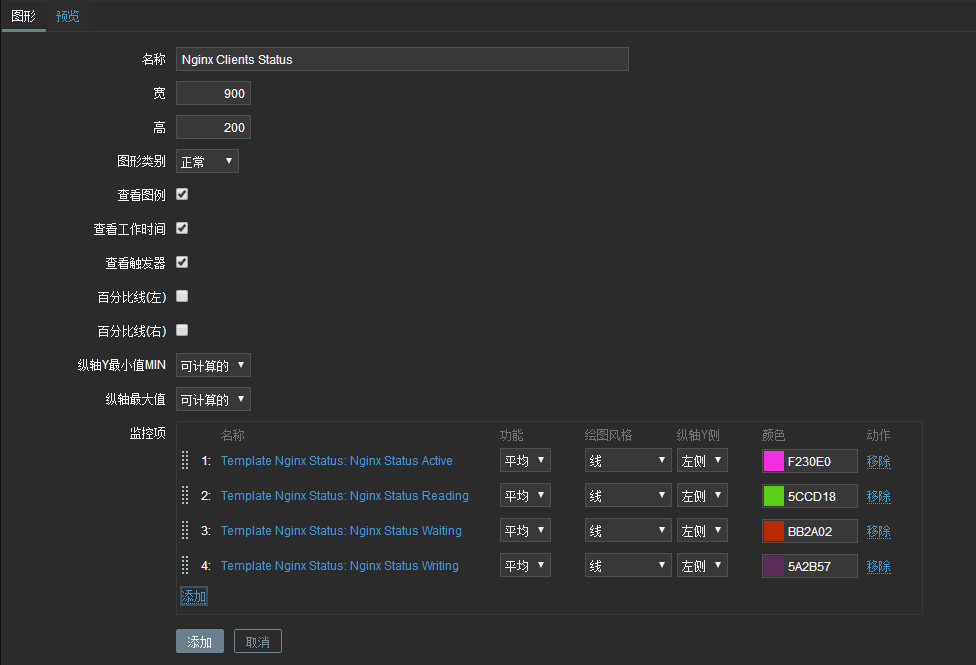 图形 预览
名称 Nginx Clients Status
宽 900
高 200
图形类别 正常
查看图例
查看工作时间
查看触发器
百分比线(左)
百分比线(右)
纵轴Y最小值MIN 可计算的
纵轴最大值 可计算的
监控项 名称 功能 绘图风格 纵轴Y侧 颜色 动作
1: Template Nginx Status: Nginx Status Active 平均 线 左侧 F230E0 移除
2: Template Nginx Status: Nginx Status Reading 平均 线 左侧 5CCD18 移除
3: Template Nginx Status: Nginx Status Waiting 平均 线 左侧 BB2A02 移除
4: Template Nginx Status: Nginx Status Writing 平均 线 左侧 5A2B57 移除
添加
添加 取消